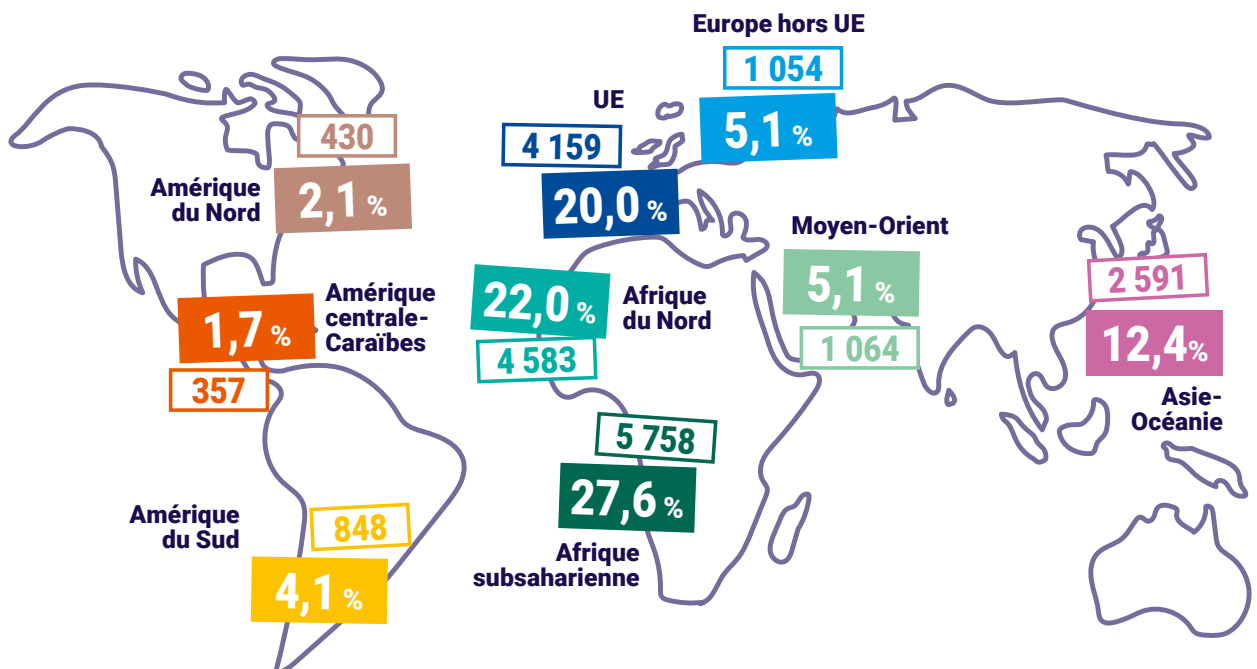 Europe hors UE
1 054
5,1 %
UE
4 159
20,0 %
430
Amérique
du Nord
2,1 %
Moyen-Orient
5,1 %
1 064
2 591
12,4%
Asie-
Océanie
22,0 %
4 583
Afrique
du Nord
1,7 %
357
Amérique
centrale-
Caraïbes
5 758
27,6 %
Afrique
subsaharienne
Amérique
du Sud
848
4,1 %